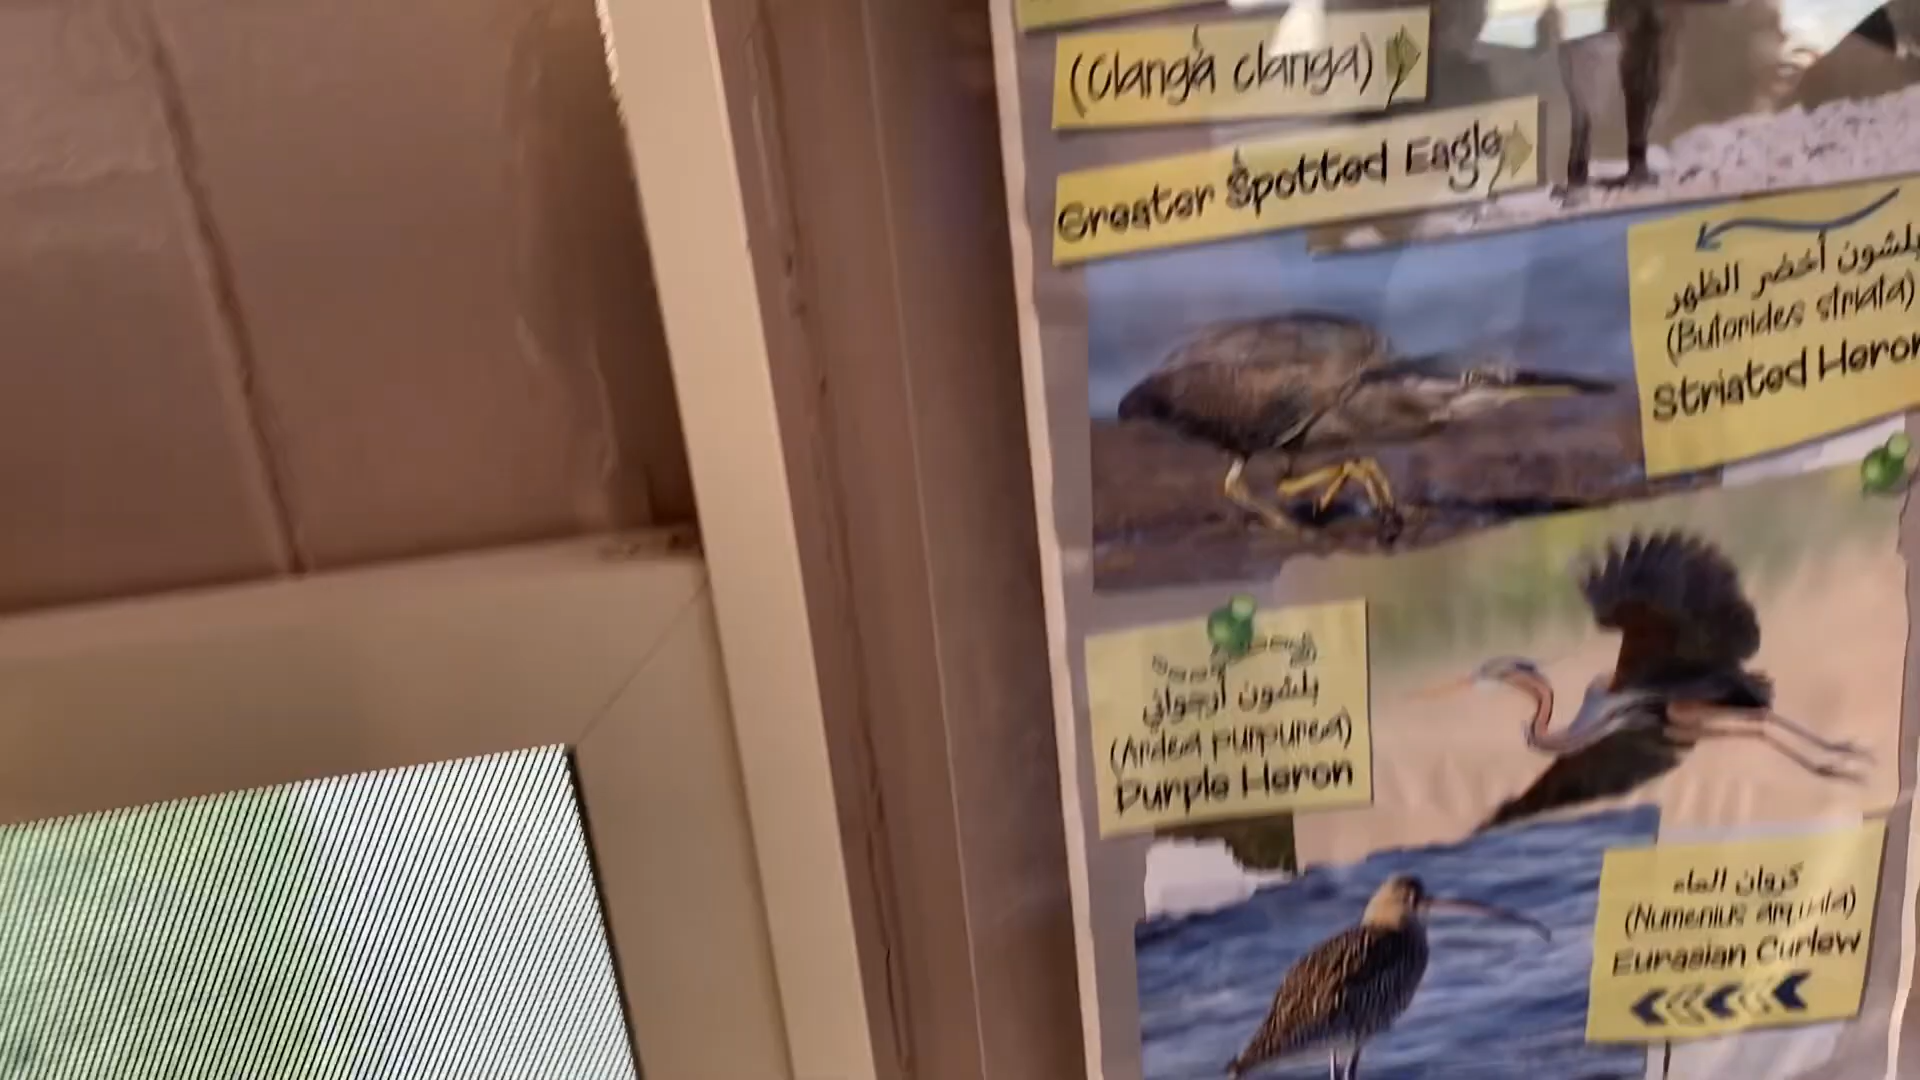 (Clanga clanga)
Greater Spotted Eagle
بلشون أخضر الظهر
(Butorides striata)
Striated Heron
بلشون أرجواني
(Ardea purpurea)
Purple Heron
كروان الماء
(Numenius arquata)
Eurasian Curlew